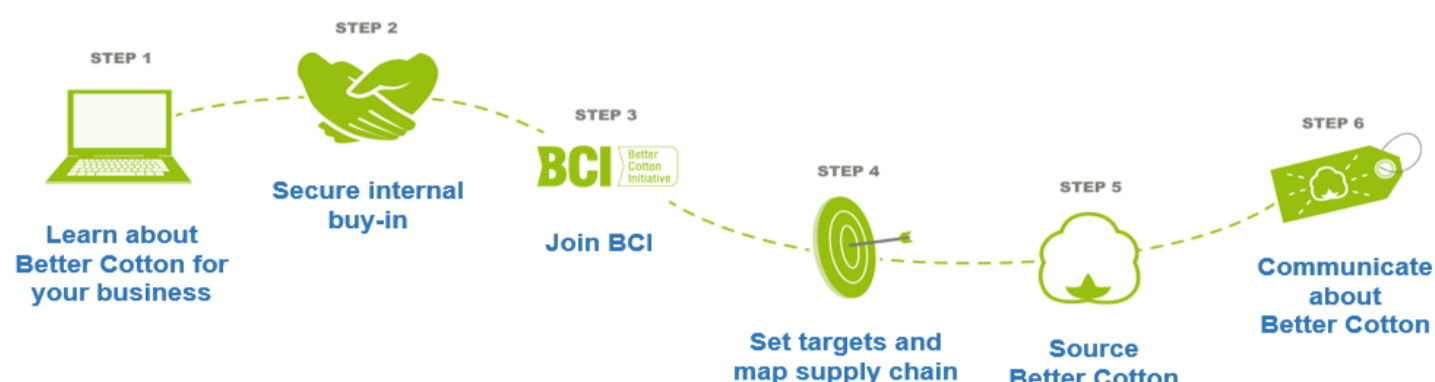 STEP 1
Learn about
Better Cotton for
your business
STEP 2
Secure internal
buy-in
STEP 3
BCI
Better
Cotton
Initiative
Join BCI
STEP 4
Set targets and
map supply chain
STEP 5
Source
Better Cotton
STEP 6
Communicate
about
Better Cotton